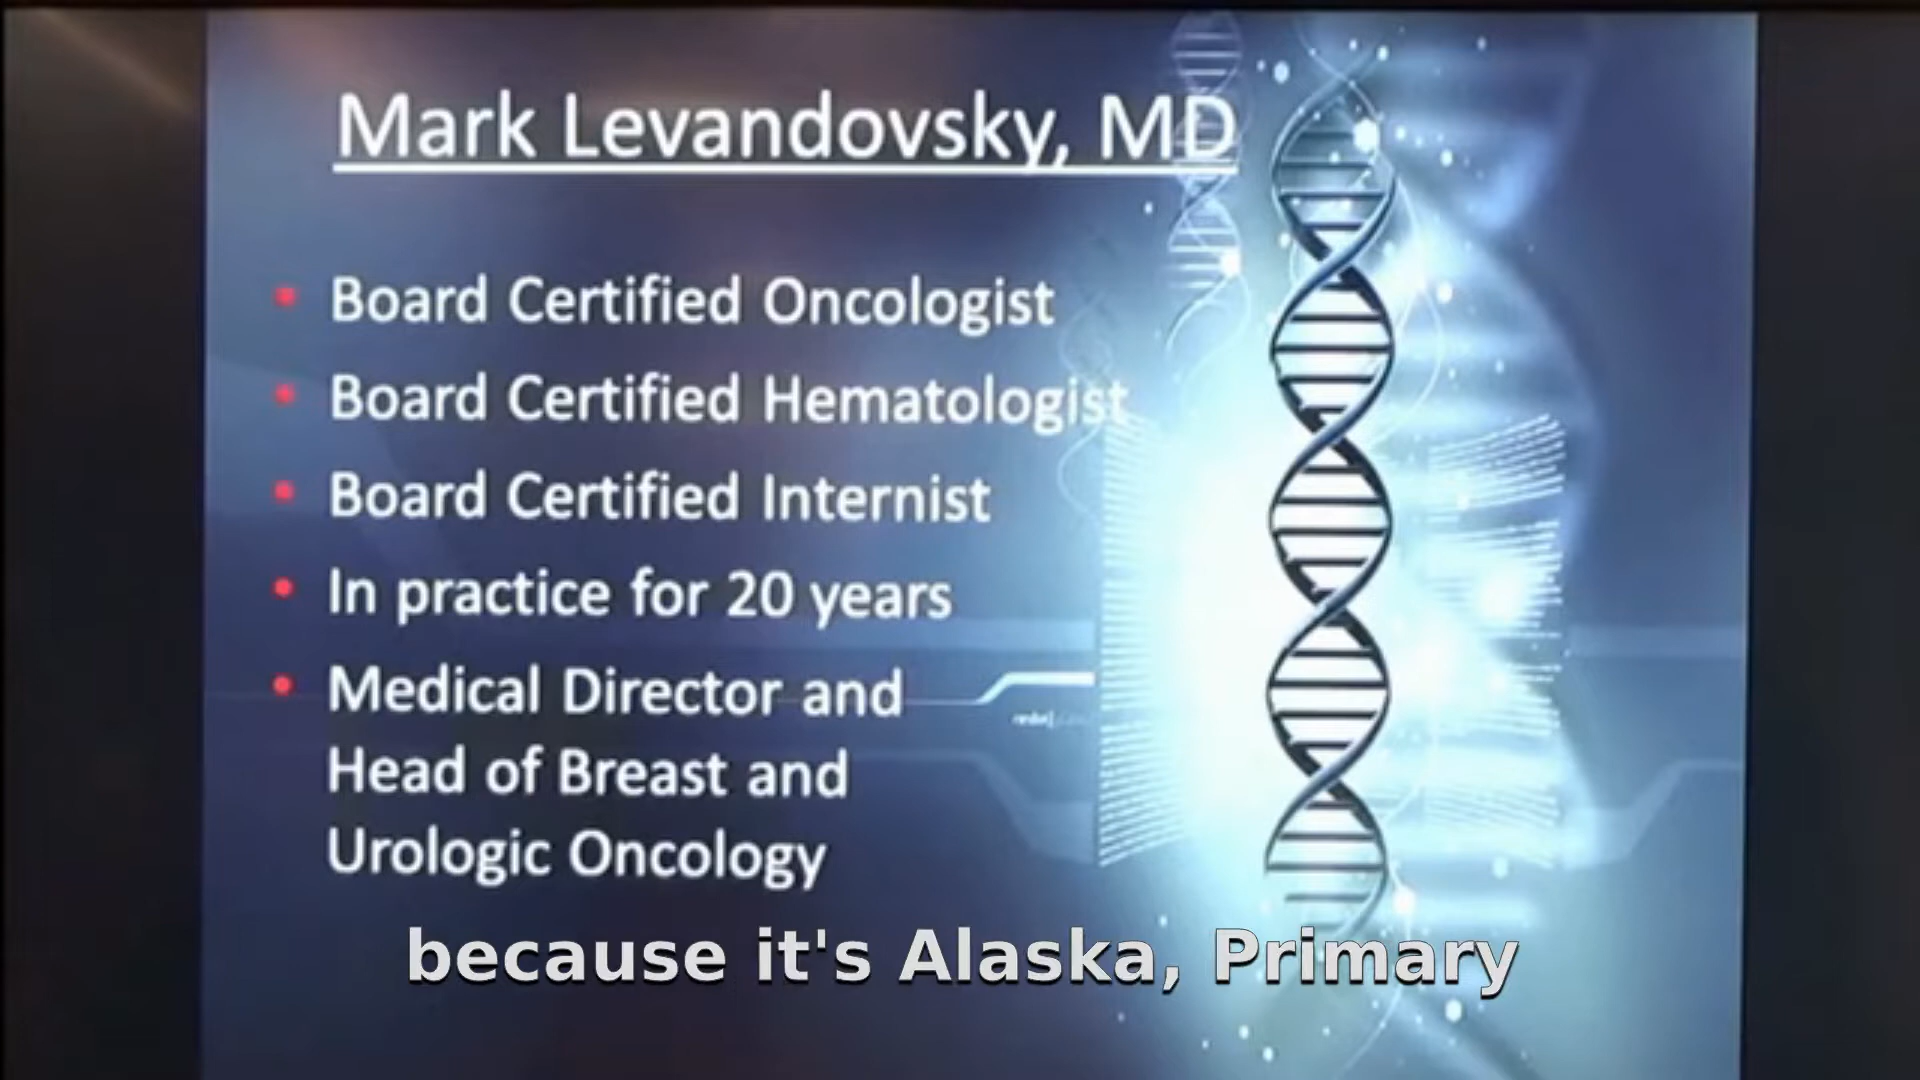 Mark Levandovsky, MD
• Board Certified Oncologist
• Board Certified Hematologist
• Board Certified Internist
• In practice for 20 years
• Medical Director and
Head of Breast and
Urologic Oncology
because it's Alaska, Primary